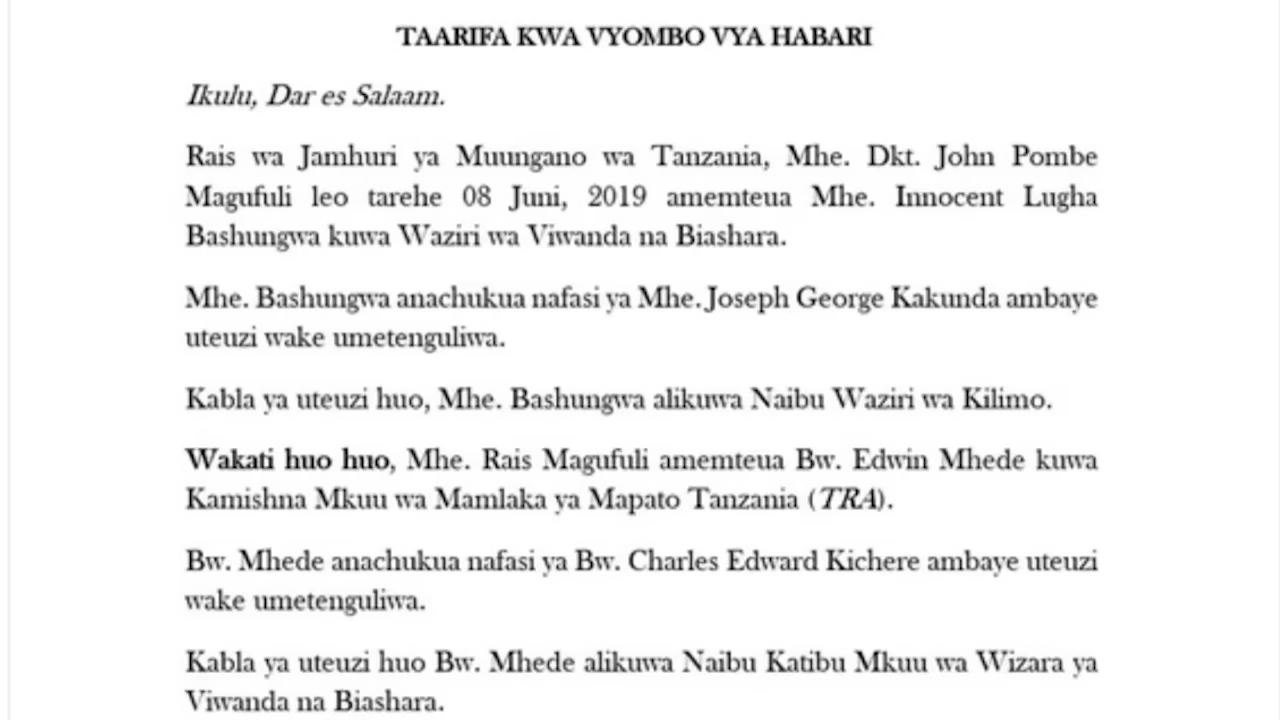 TAARIFA KWA VYOMBO VYA HABARI
Ikulu, Dar es Salaam.
Rais wa Jamhuri ya Muungano wa Tanzania, Mhe. Dkt. John Pombe
Magufuli leo tarehe 08 Juni, 2019 amemteua Mhe. Innocent Lugha
Bashungwa kuwa Waziri wa Viwanda na Biashara.
Mhe. Bashungwa anachukua nafasi ya Mhe. Joseph George Kakunda ambaye
uteuzi wake umetenguliwa.
Kabla ya uteuzi huo, Mhe. Bashungwa alikuwa Naibu Waziri wa Kilimo.
Wakati huo huo, Mhe. Rais Magufuli amemteua Bw. Edwin Mhede kuwa
Kamishna Mkuu wa Mamlaka ya Mapato Tanzania (TRA).
Bw. Mhede anachukua nafasi ya Bw. Charles Edward Kichere ambaye uteuzi
wake umetenguliwa.
Kabla ya uteuzi huo Bw. Mhede alikuwa Naibu Katibu Mkuu wa Wizara ya
Viwanda na Biashara.